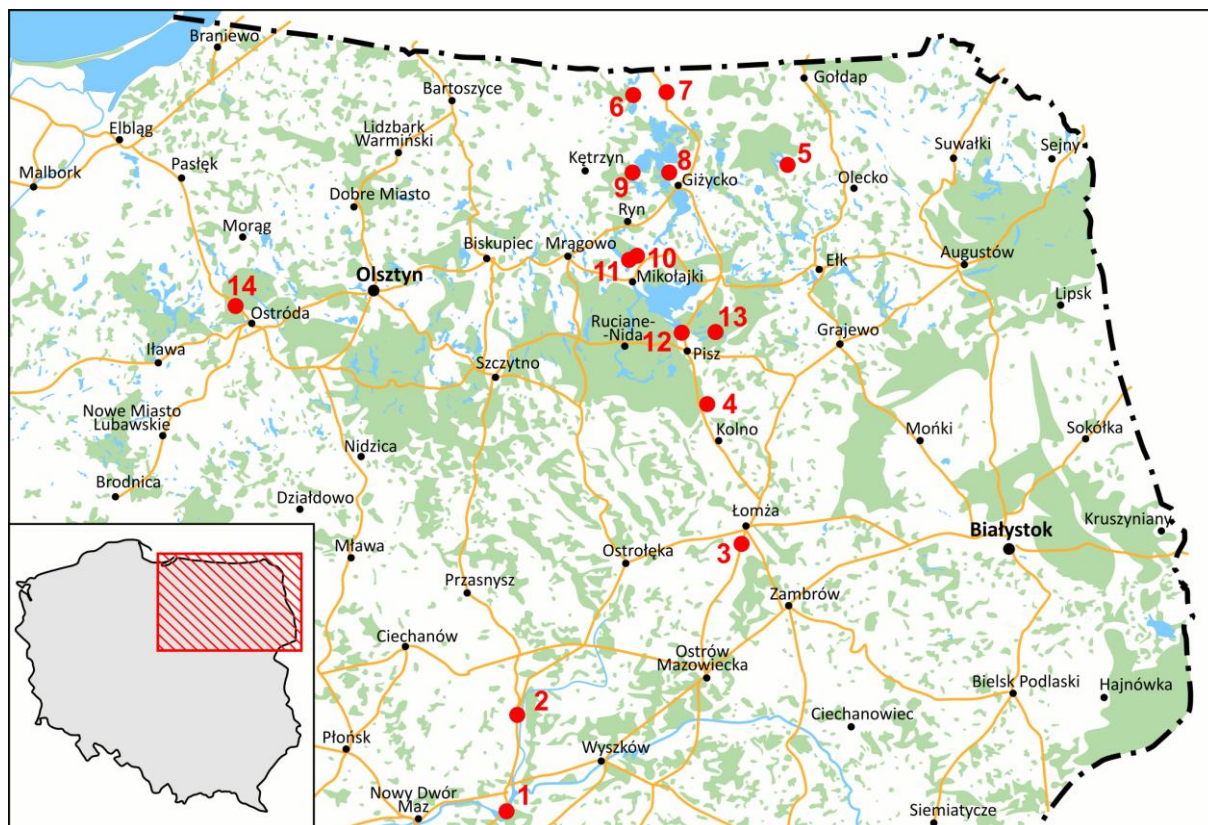 Braniewo
Gołdap
7
6
Bartoszyce
Elbląg
Lidzbark
Warmiński
Suwałki
Sejny
Kętrzyn
8
5
Pasłęk
Malbork
9
Giżycko
Olecko
Dobre Miasto
Ryn
Morąg
Biskupiec
Mrągowo
10
11
Mikołajki
Ełk
Augustów
Olsztyn
14
Lipsk
Ostróda
Ruciane-
-Nida
12
13
Grajewo
Pisz
Iława
Szczytno
4
Nowe Miasto
Lubawskie
Kolno
Mońki
Sokółka
Nidzica
Brodnica
Działdowo
Łomża
Białystok
Kruszyniany
3
Ostrołęka
Mława
Przasnysz
Zambrów
Ciechanów
Ostrów
Mazowiecka
Bielsk Podlaski
Hajnówka
2
Ciechanowiec
Płońsk
Wyszków
1
Nowy Dwór
Maz
Siemiatycze